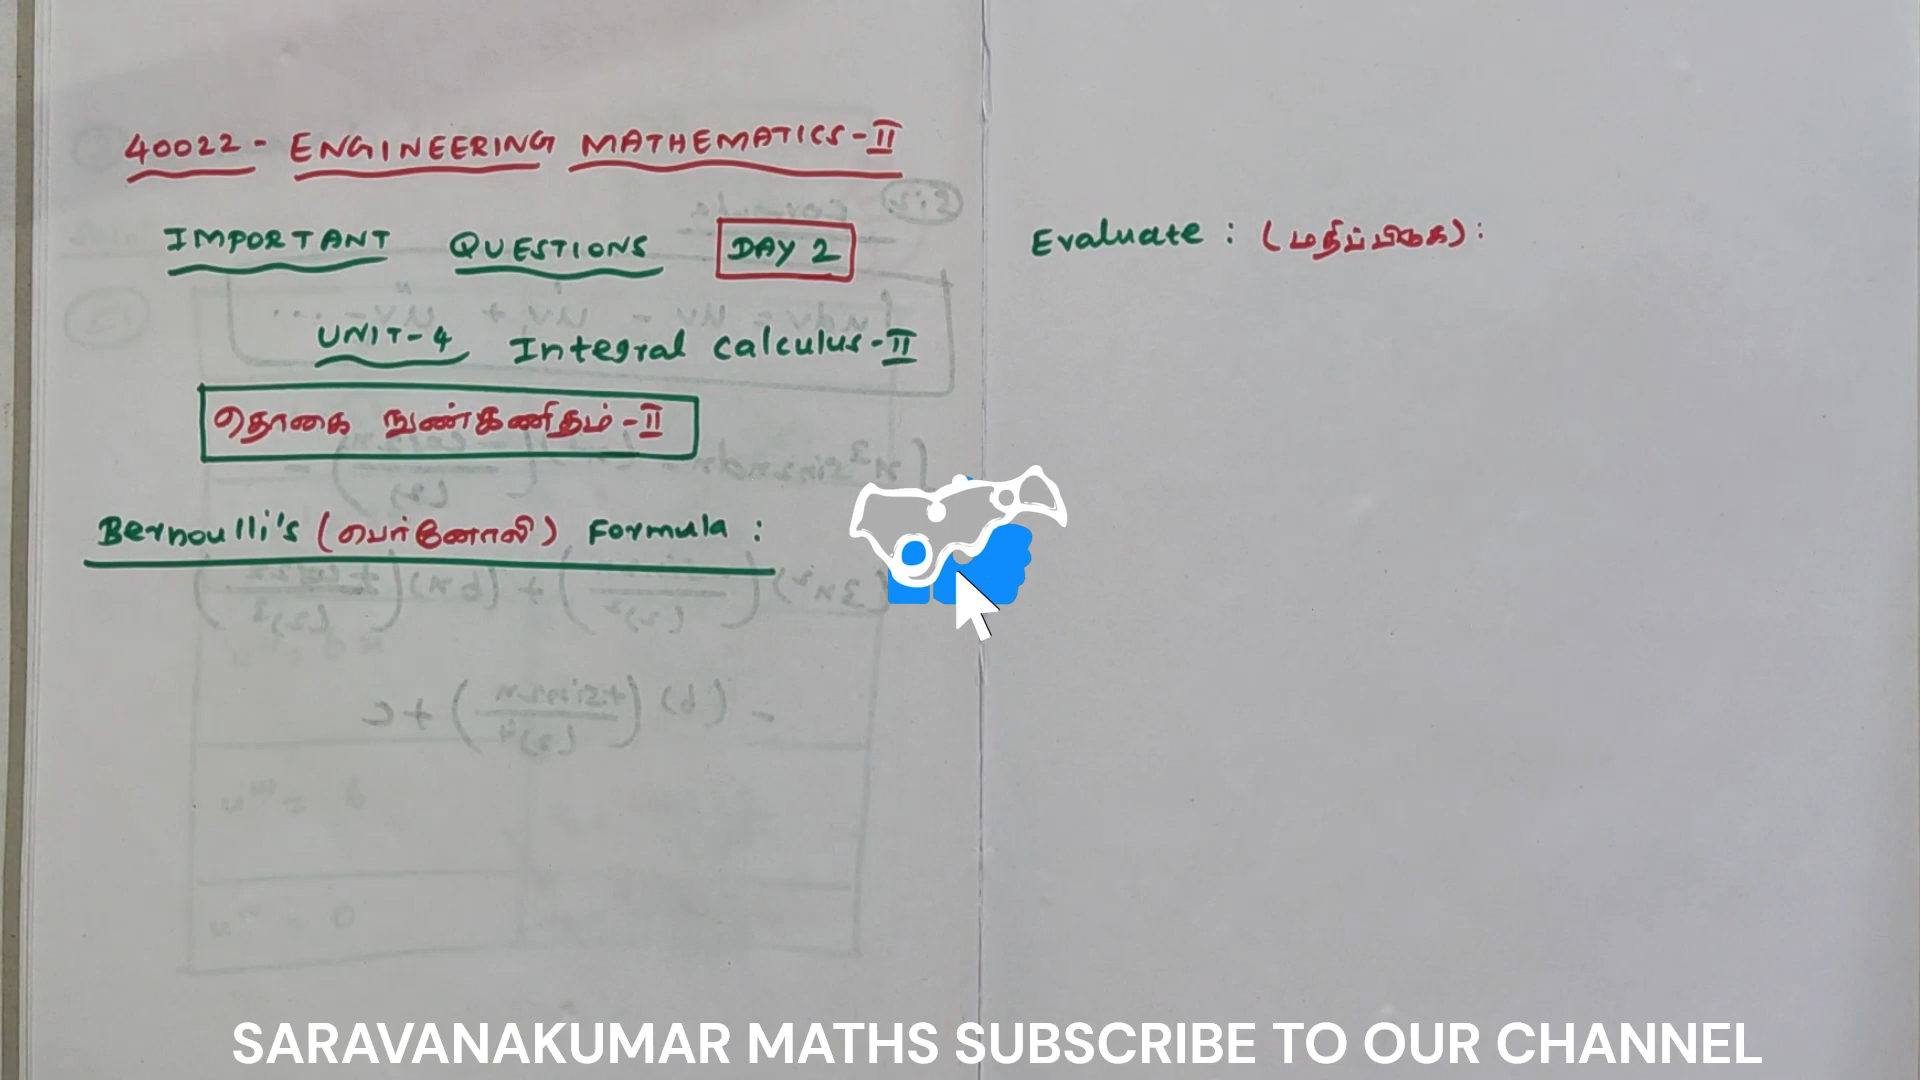 40022 - ENGINEERING MATHEMATICS-II
IMPORTANT QUESTIONS DAY 2
UNIT-4 Integral calculus-II
தொகை நுண்கணிதம்-II
Bernoulli's (பெர்னோலி) Formula :
Evaluate : (மதிப்பிடுக) :
SARAVANAKUMAR MATHS SUBSCRIBE TO OUR CHANNEL